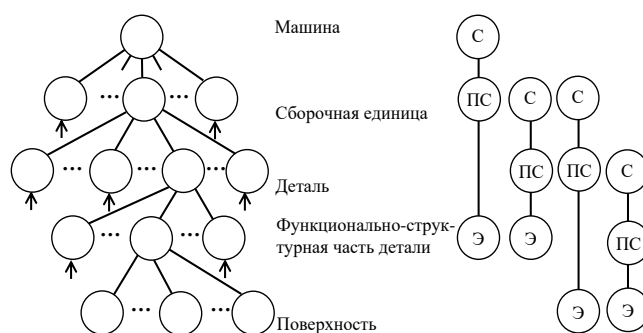 Машина
С
ПС
С
С
Сборочная единица
ПС
ПС
С
Деталь
Функционально-струк-
турная часть детали
Э
Э
ПС
Поверхность
Э
Э